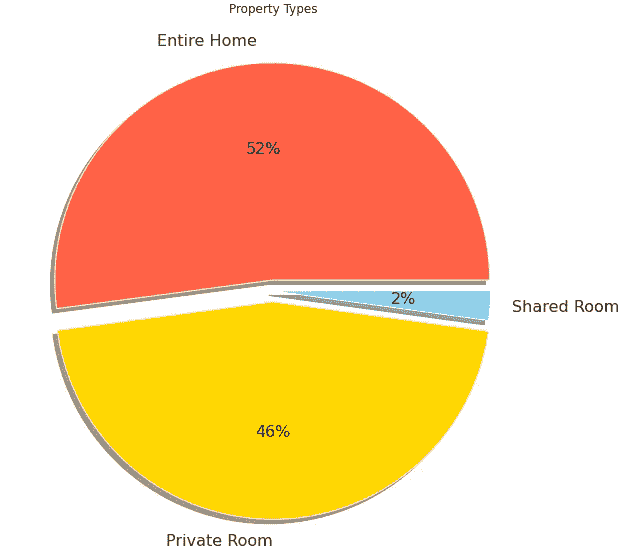 Property Types
Entire Home
52%
2%
Shared Room
46%
Private Room